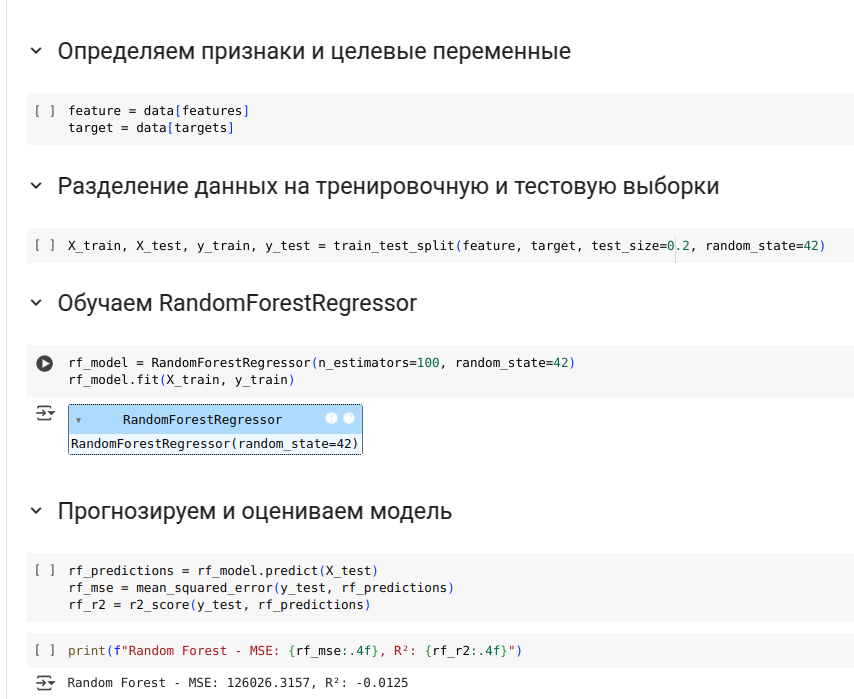 Определяем признаки и целевые переменные
[ ] feature = data[features]
target = data[targets]
Разделение данных на тренировочную и тестовую выборки
[ ] X_train, X_test, y_train, y_test = train_test_split(feature, target, test_size=0.2, random_state=42)
Обучаем RandomForestRegressor
rf_model = RandomForestRegressor(n_estimators=100, random_state=42)
rf_model.fit(X_train, y_train)
RandomForestRegressor
RandomForestRegressor(random_state=42)
Прогнозируем и оцениваем модель
[ ] rf_predictions = rf_model.predict(X_test)
rf_mse = mean_squared_error(y_test, rf_predictions)
rf_r2 = r2_score(y_test, rf_predictions)
[ ] print(f"Random Forest - MSE: {rf_mse:.4f}, R²: {rf_r2:.4f}")
Random Forest - MSE: 126026.3157, R²: -0.0125